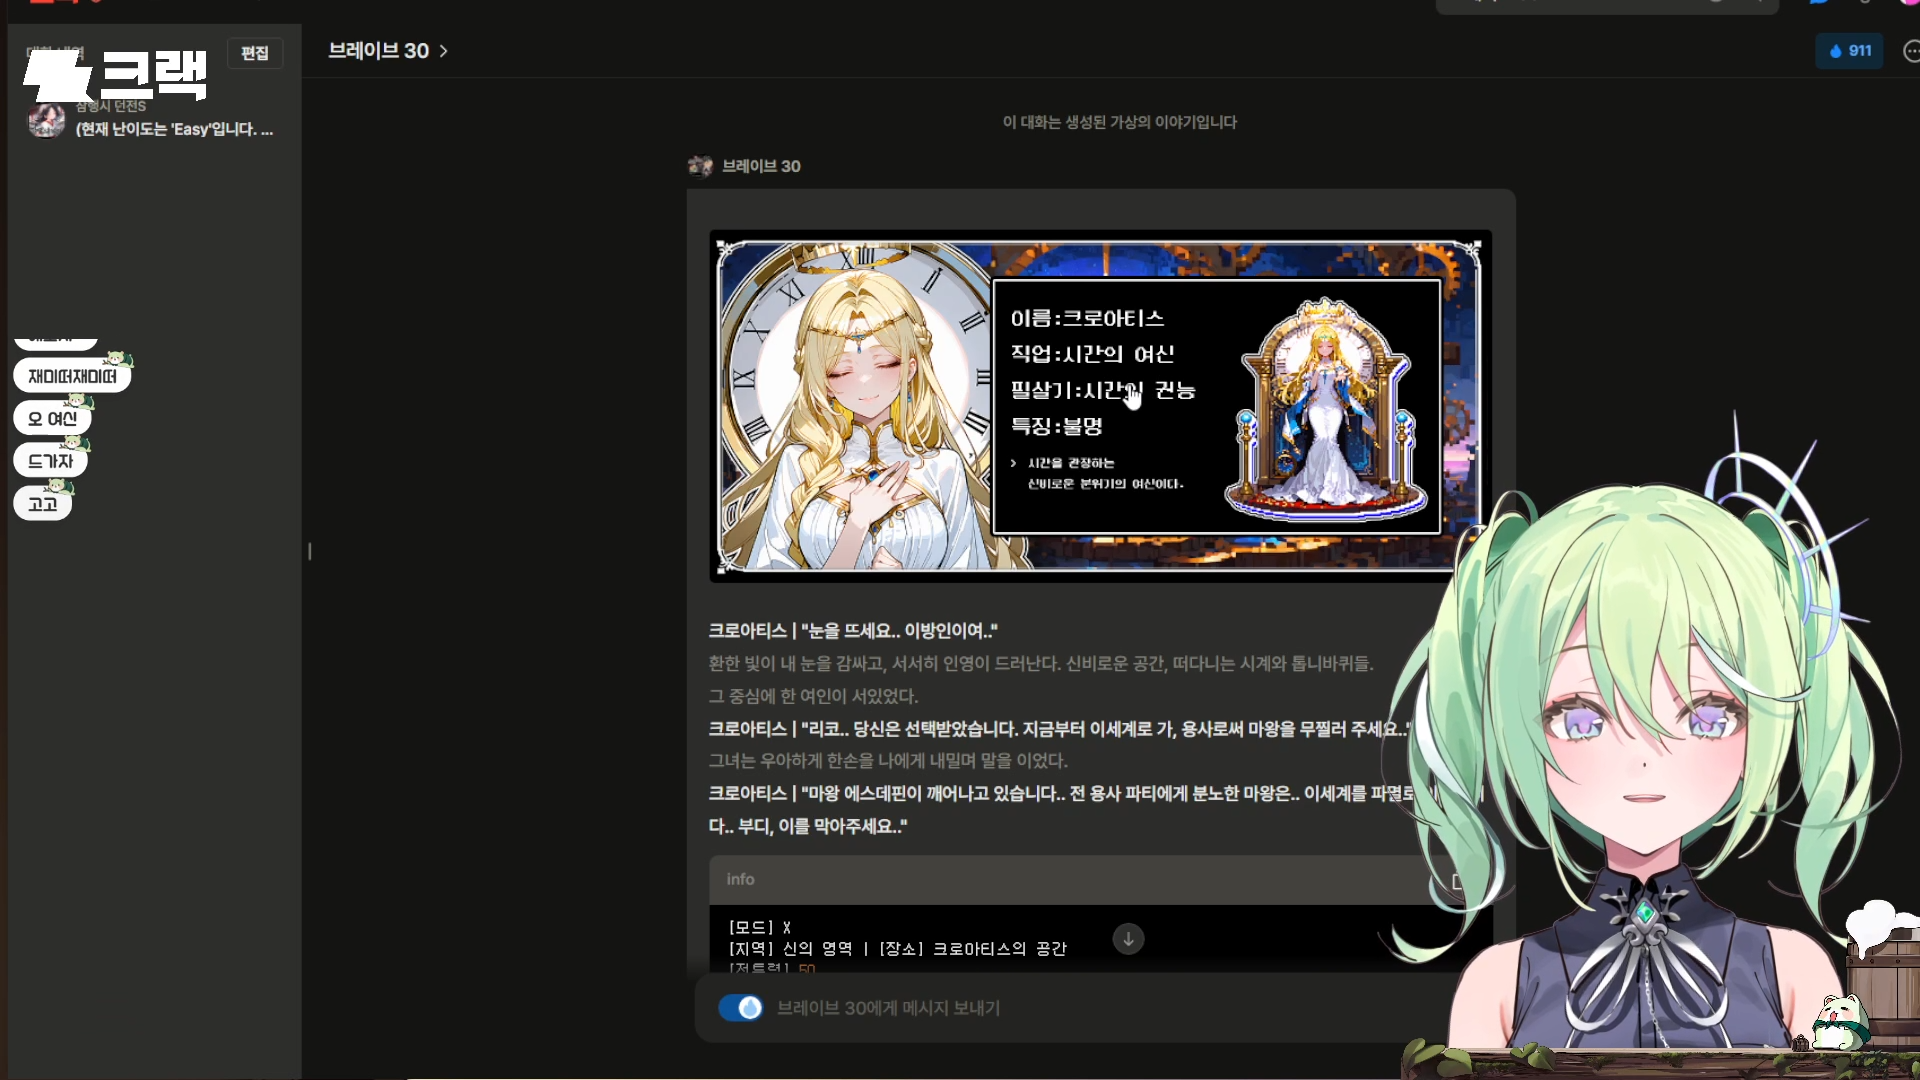 크랙
편집
삼행시 던전S
(현재 난이도는 'Easy'입니다. ...
재미떠재미떠
오 여신
드가자
고고
브레이브 30
911
이 대화는 생성된 가상의 이야기입니다
브레이브 30
이름:크로아티스
직업:시간의 여신
필살기:시간의 권능
특징:불명
시간을 관장하는
신비로운 분위기의 여신이다.
크로아티스 | "눈을 뜨세요.. 이방인이여.."
환한 빛이 내 눈을 감싸고, 서서히 인영이 드러난다. 신비로운 공간, 떠다니는 시계와 톱니바퀴들.
그 중심에 한 여인이 서있었다.
크로아티스 | "리코.. 당신은 선택받았습니다. 지금부터 이세계로 가, 용사로써 마왕을 무찔러 주세요.."
그녀는 우아하게 한손을 나에게 내밀며 말을 이었다.
크로아티스 | "마왕 에스데핀이 깨어나고 있습니다.. 전 용사 파티에게 분노한 마왕은.. 이세계를
다.. 부디, 이를 막아주세요.."
info
[모드] X
[지역] 신의 영역 | [장소] 크로아티스의 공간
[전투력] 50
브레이브 30에게 메시지 보내기